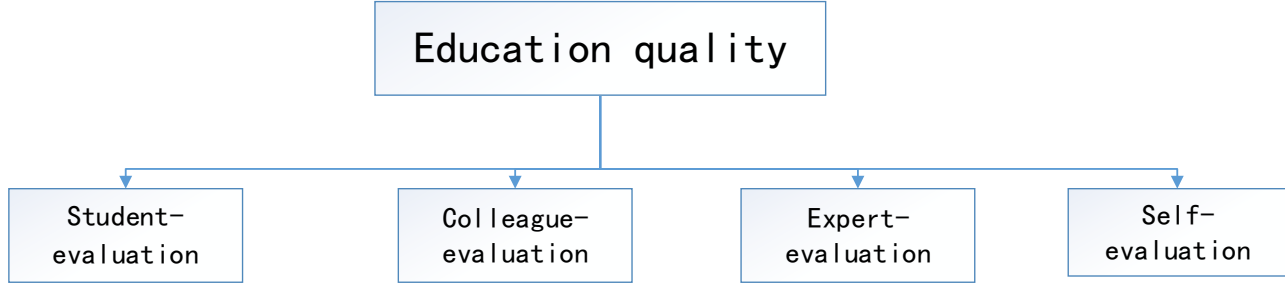 Education quality
Student-
evaluation
Colleague-
evaluation
Expert-
evaluation
Self-
evaluation